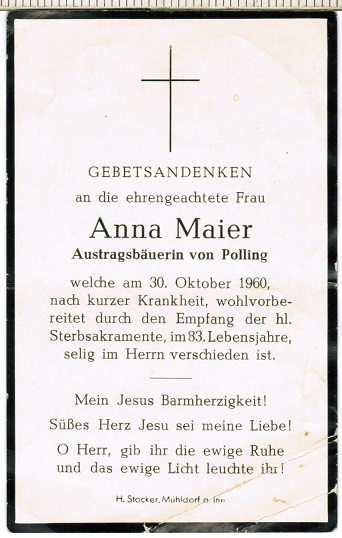 GEBETSANDENKEN
an die ehrengeachtete Frau
Anna Maier
Austragsbäuerin von Polling
welche am 30. Oktober 1960,
nach kurzer Krankheit, wohlvorbe-
reitet durch den Empfang der hl.
Sterbsakramente, im 83. Lebensjahre,
selig im Herrn verschieden ist.
Mein Jesus Barmherzigkeit!
Süßes Herz Jesu sei meine Liebe!
O Herr, gib ihr die ewige Ruhe
und das ewige Licht leuchte ihr!
H. Stocker, Mühldorf a. Inn